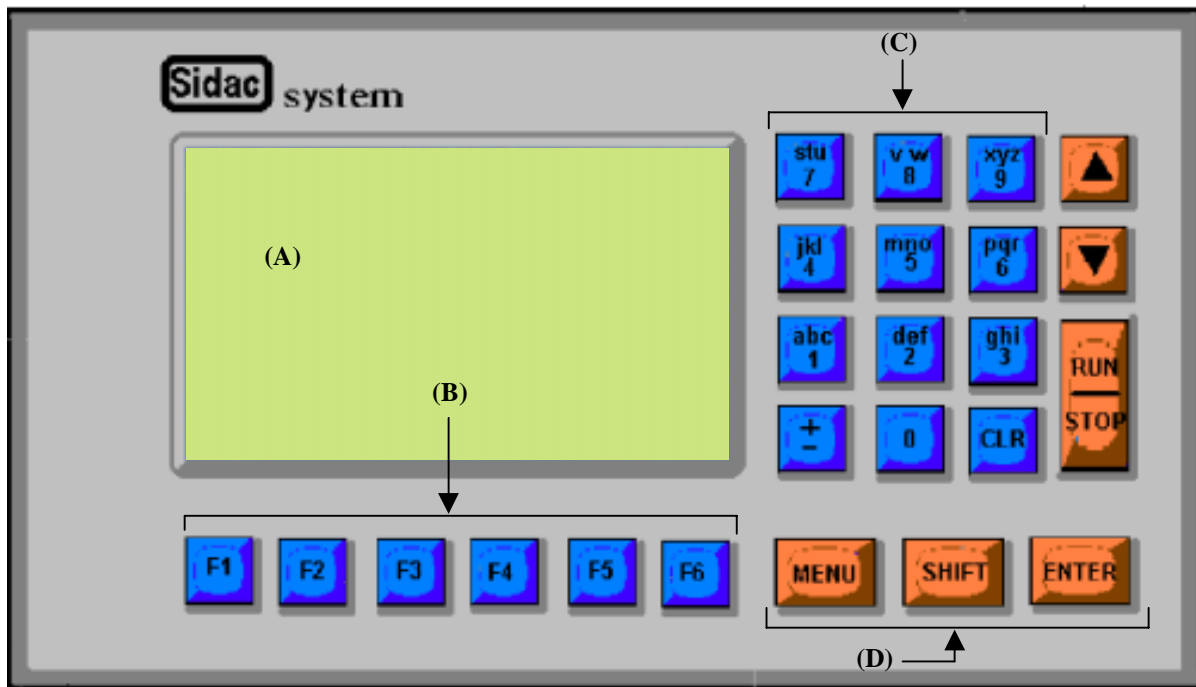 (C)
Sidac system
stu vw xyz
7 8 9
(A)
jkl mno pqr
4 5 6
abc def ghi
1 2 3
RUN
(B)
STOP
+
-
0 CLR
F1 F2 F3 F4 F5 F6
MENU SHIFT ENTER
(D)